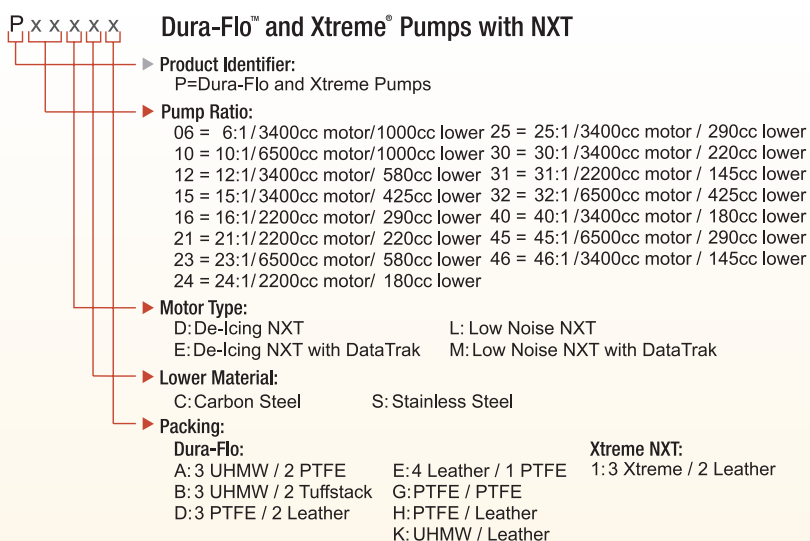 P x x x x x
Dura-Flo™ and Xtreme® Pumps with NXT
Product Identifier:
P=Dura-Flo and Xtreme Pumps
Pump Ratio:
06 = 6:1/3400cc motor/1000cc lower 25 = 25:1/3400cc motor / 290cc lower
10 = 10:1/6500cc motor/1000cc lower 30 = 30:1/3400cc motor / 220cc lower
12 = 12:1/3400cc motor/ 580cc lower 31 = 31:1/2200cc motor / 145cc lower
15 = 15:1/3400cc motor/ 425cc lower 32 = 32:1/6500cc motor / 425cc lower
16 = 16:1/2200cc motor/ 290cc lower 40 = 40:1/3400cc motor / 180cc lower
21 = 21:1/2200cc motor/ 220cc lower 45 = 45:1/6500cc motor / 290cc lower
23 = 23:1/6500cc motor/ 580cc lower 46 = 46:1/3400cc motor / 145cc lower
24 = 24:1/2200cc motor/ 180cc lower
Motor Type:
D:De-Icing NXT L: Low Noise NXT
E:De-Icing NXT with DataTrak M:Low Noise NXT with DataTrak
Lower Material:
C:Carbon Steel S:Stainless Steel
Packing:
Dura-Flo: Xtreme NXT:
A:3 UHMW / 2 PTFE E:4 Leather / 1 PTFE 1:3 Xtreme / 2 Leather
B:3 UHMW / 2 Tuffstack G:PTFE / PTFE
D:3 PTFE / 2 Leather H:PTFE / Leather
K:UHMW / Leather